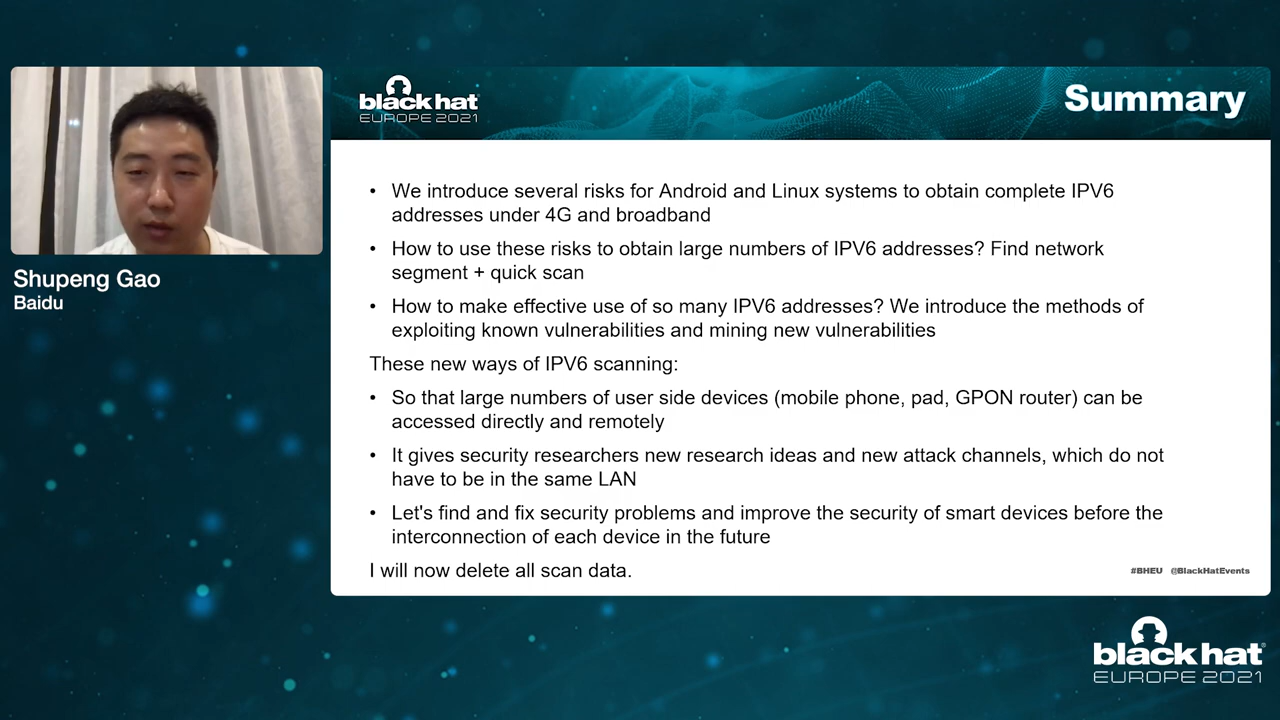 black hat
EUROPE 2021
Summary
Shupeng Gao
Baidu
• We introduce several risks for Android and Linux systems to obtain complete IPV6
addresses under 4G and broadband
• How to use these risks to obtain large numbers of IPV6 addresses? Find network
segment + quick scan
• How to make effective use of so many IPV6 addresses? We introduce the methods of
exploiting known vulnerabilities and mining new vulnerabilities
These new ways of IPV6 scanning:
• So that large numbers of user side devices (mobile phone, pad, GPON router) can be
accessed directly and remotely
• It gives security researchers new research ideas and new attack channels, which do not
have to be in the same LAN
• Let's find and fix security problems and improve the security of smart devices before the
interconnection of each device in the future
I will now delete all scan data.
#BHEU @BlackHatEvents
black hat®
EUROPE 2021